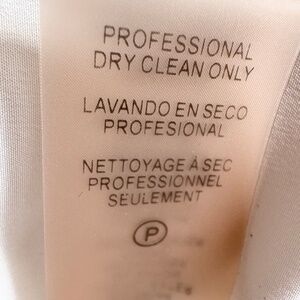 PROFESSIONAL
DRY CLEAN ONLY
LAVANDO EN SECO
PROFESIONAL
NETTOYAGE À SEC
PROFESSIONNEL
SEULEMENT
P